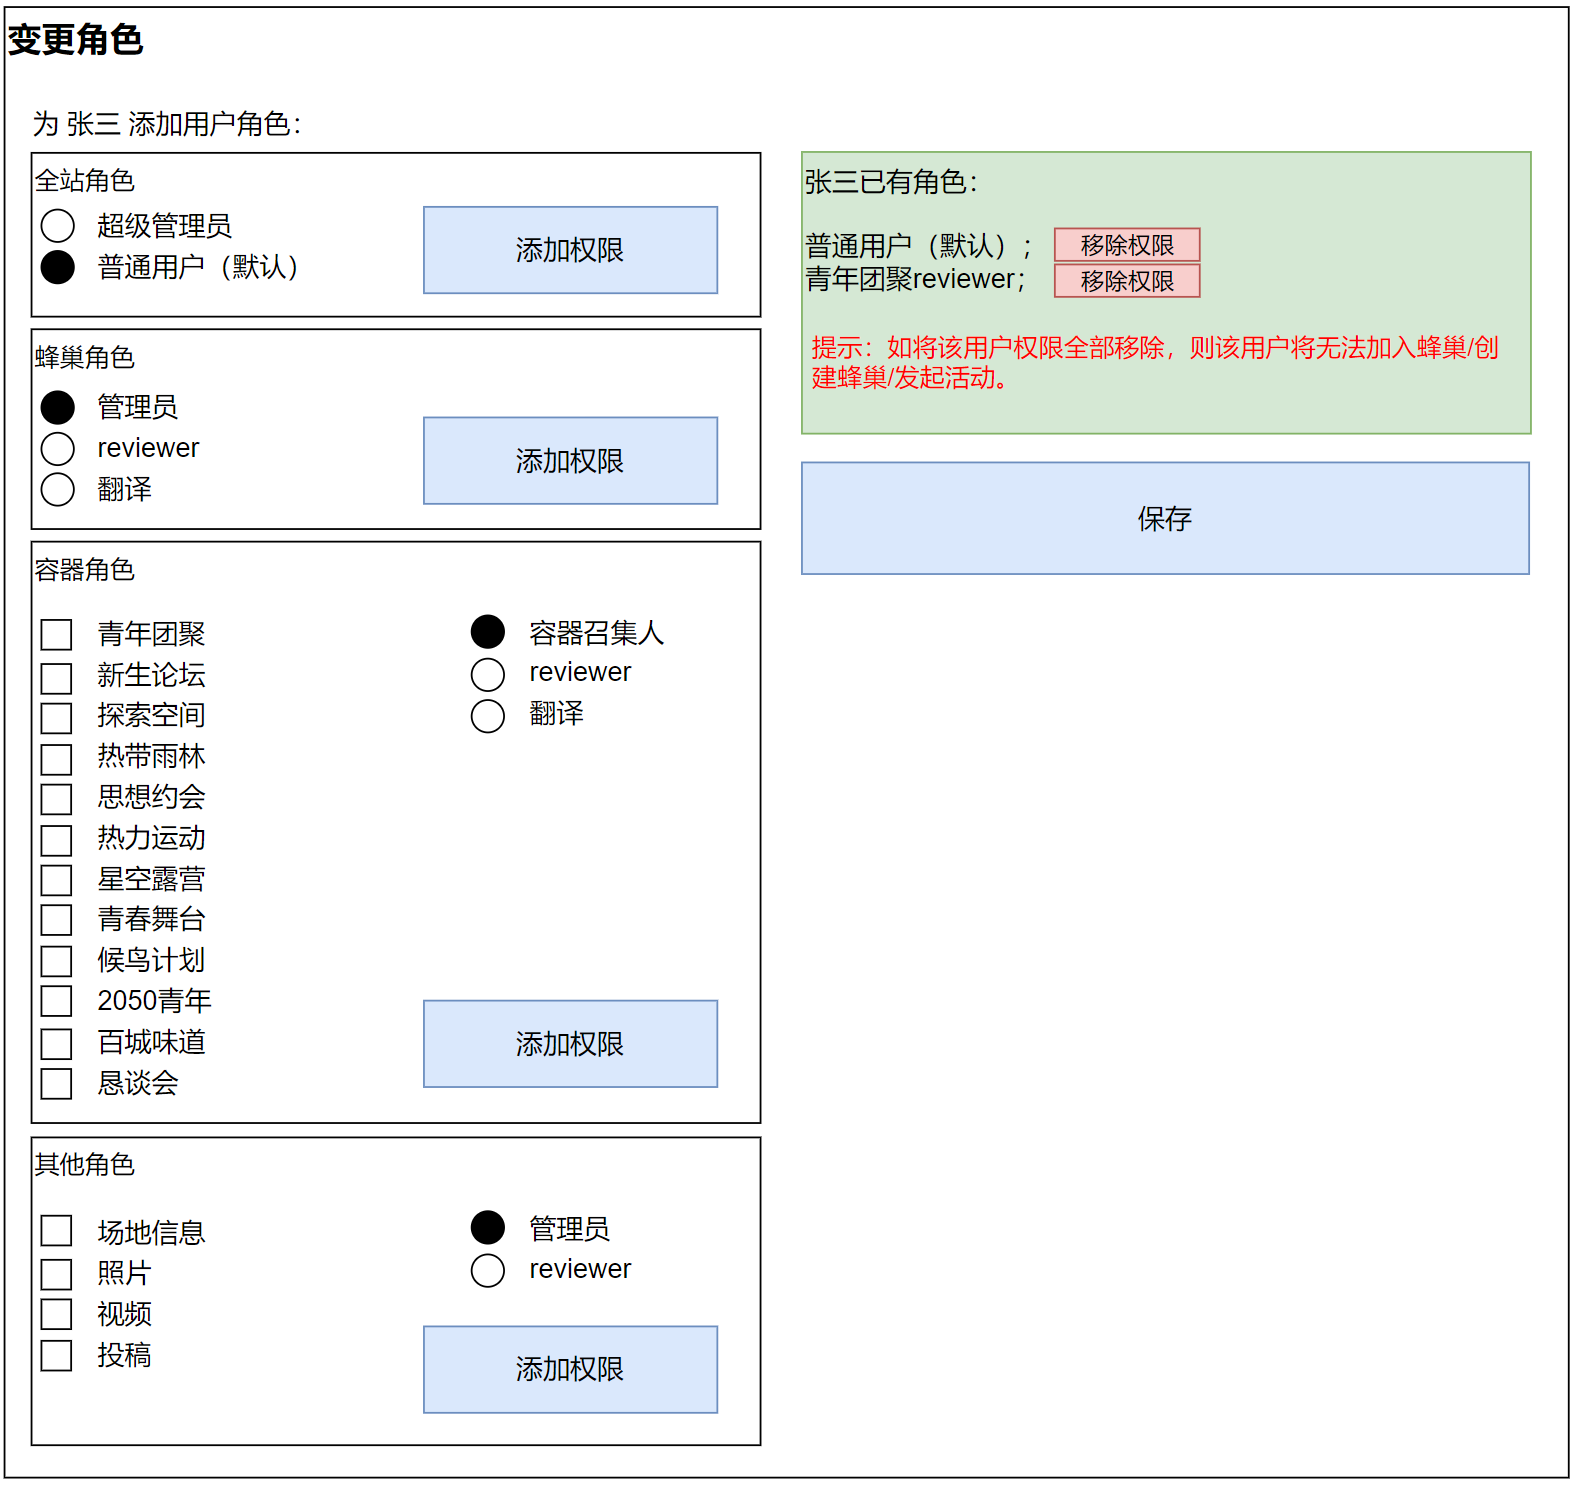 变更角色
为 张三 添加用户角色：
全站角色
超级管理员
普通用户（默认）
添加权限
蜂巢角色
管理员
reviewer
翻译
添加权限
容器角色
青年团聚
新生论坛
探索空间
热带雨林
思想约会
热力运动
星空露营
青春舞台
候鸟计划
2050青年
百城味道
恳谈会
容器召集人
reviewer
翻译
添加权限
其他角色
场地信息
照片
视频
投稿
管理员
reviewer
添加权限
张三已有角色：
普通用户（默认）； 移除权限
青年团聚reviewer； 移除权限
提示：如将该用户权限全部移除，则该用户将无法加入蜂巢/创
建蜂巢/发起活动。
保存